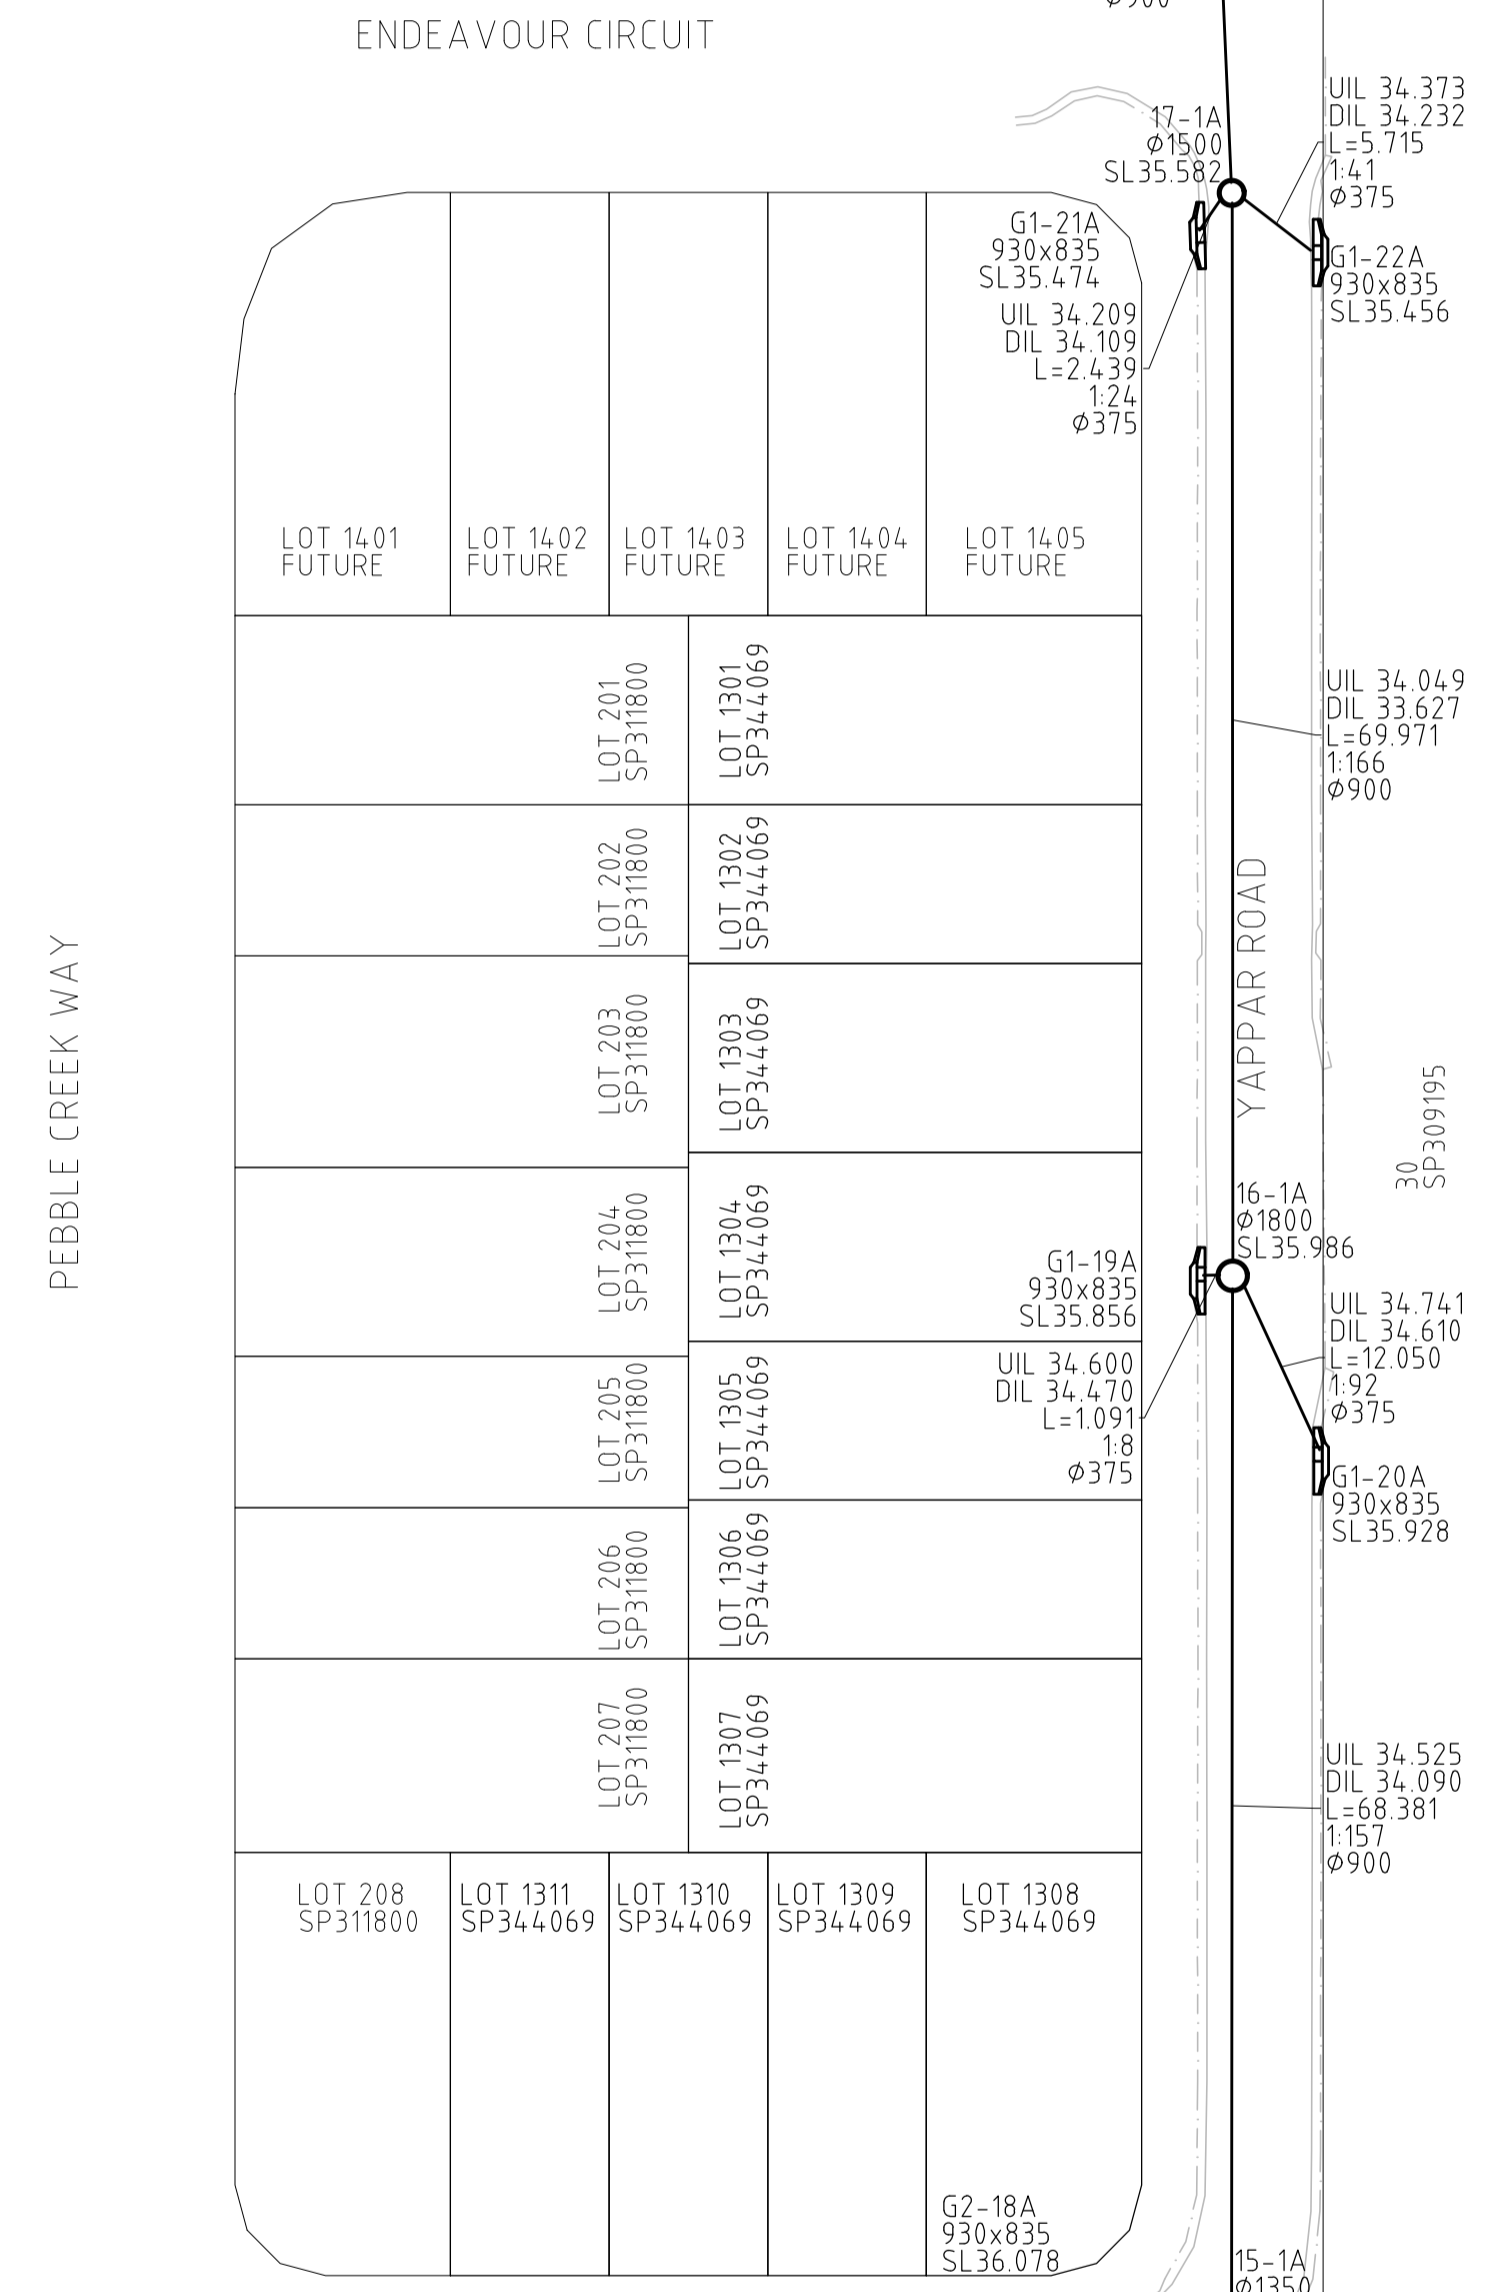 ENDEAVOUR CIRCUIT
Ø900
17-1A
Ø1500
SL35.582
UIL 34.373
DIL 34.232
L=5.715
1:41
Ø375
G1-21A
930x835
SL35.474
G1-22A
930x835
SL35.456
UIL 34.209
DIL 34.109
L=2.439
1:24
Ø375
LOT 1401
FUTURE
LOT 1402
FUTURE
LOT 1403
FUTURE
LOT 1404
FUTURE
LOT 1405
FUTURE
LOT 201
SP311800
LOT 1301
SP344069
UIL 34.049
DIL 33.627
L=69.971
1:166
Ø900
LOT 202
SP311800
LOT 1302
SP344069
YAPPAR ROAD
PEBBLE CREEK WAY
LOT 203
SP311800
LOT 1303
SP344069
30
SP309195
LOT 204
SP311800
LOT 1304
SP344069
16-1A
Ø1800
SL35.986
G1-19A
930x835
SL35.856
UIL 34.741
DIL 34.610
L=12.050
1:92
Ø375
LOT 205
SP311800
LOT 1305
SP344069
UIL 34.600
DIL 34.470
L=1.091
1:8
Ø375
G1-20A
930x835
SL35.928
LOT 206
SP311800
LOT 1306
SP344069
LOT 207
SP311800
LOT 1307
SP344069
UIL 34.525
DIL 34.090
L=68.381
1:157
Ø900
LOT 208
SP311800
LOT 1311
SP344069
LOT 1310
SP344069
LOT 1309
SP344069
LOT 1308
SP344069
G2-18A
930x835
SL36.078
15-1A
Ø1350